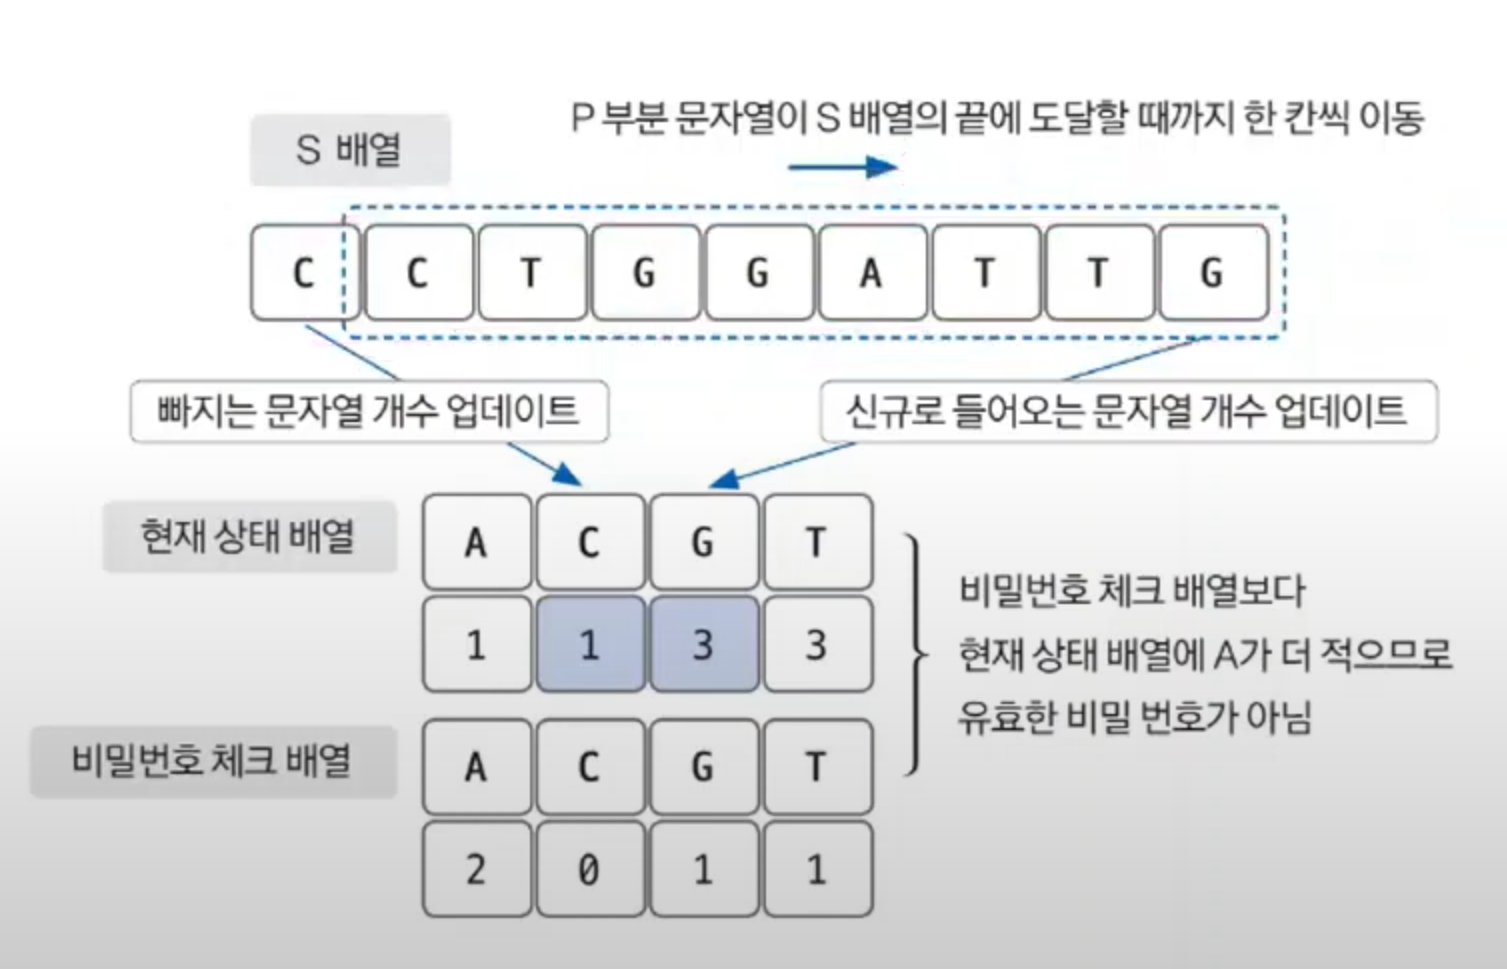 P 부분 문자열이 S 배열의 끝에 도달할 때까지 한 칸씩 이동
S 배열
C C T G G A T T G
빠지는 문자열 개수 업데이트
신규로 들어오는 문자열 개수 업데이트
현재 상태 배열
A C G T
1 1 3 3
비밀번호 체크 배열보다
현재 상태 배열에 A가 더 적으므로
유효한 비밀 번호가 아님
비밀번호 체크 배열
A C G T
2 0 1 1